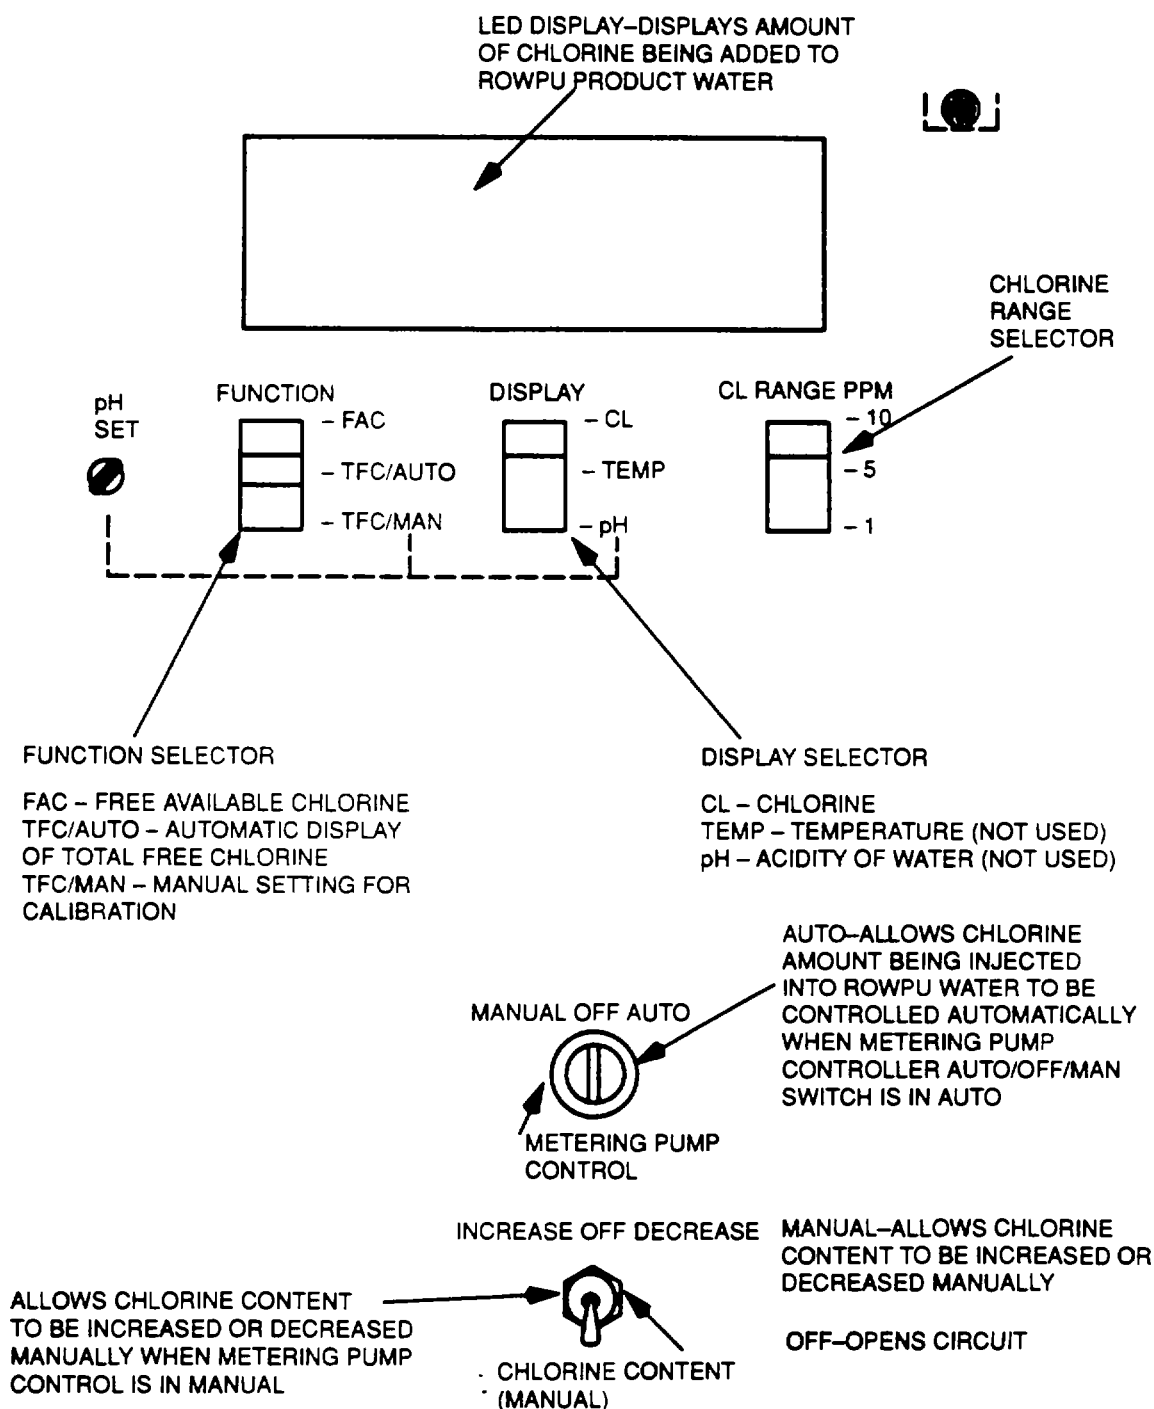 LED DISPLAY–DISPLAYS AMOUNT
OF CHLORINE BEING ADDED TO
ROWPU PRODUCT WATER
CHLORINE
RANGE
SELECTOR
pH
SET
FUNCTION
– FAC
– TFC/AUTO
– TFC/MAN
DISPLAY
– CL
– TEMP
– pH
CL RANGE PPM
– 10
– 5
– 1
FUNCTION SELECTOR
FAC – FREE AVAILABLE CHLORINE
TFC/AUTO – AUTOMATIC DISPLAY
OF TOTAL FREE CHLORINE
TFC/MAN – MANUAL SETTING FOR
CALIBRATION
DISPLAY SELECTOR
CL – CHLORINE
TEMP – TEMPERATURE (NOT USED)
pH – ACIDITY OF WATER (NOT USED)
AUTO–ALLOWS CHLORINE
AMOUNT BEING INJECTED
INTO ROWPU WATER TO BE
CONTROLLED AUTOMATICALLY
WHEN METERING PUMP
CONTROLLER AUTO/OFF/MAN
SWITCH IS IN AUTO
MANUAL OFF AUTO
METERING PUMP
CONTROL
INCREASE OFF DECREASE
MANUAL–ALLOWS CHLORINE
CONTENT TO BE INCREASED OR
DECREASED MANUALLY
OFF–OPENS CIRCUIT
ALLOWS CHLORINE CONTENT
TO BE INCREASED OR DECREASED
MANUALLY WHEN METERING PUMP
CONTROL IS IN MANUAL
CHLORINE CONTENT
(MANUAL)